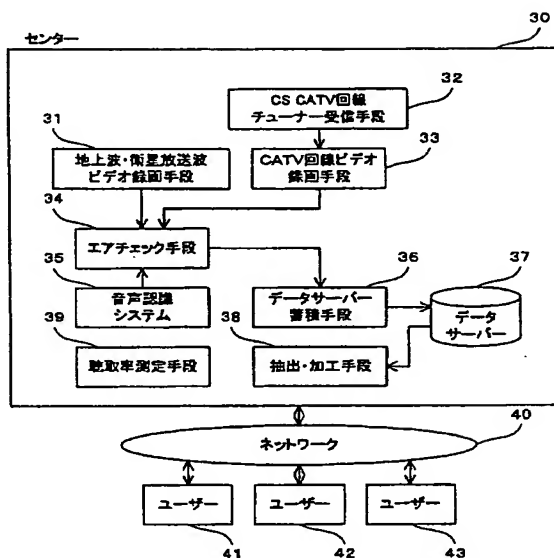 センター
30
CS CATV回線
チューナー受信手段
32
31
地上波・衛星放送波
ビデオ録画手段
CATV回線ビデオ
録画手段
33
34
エアチェック手段
35
音声認識
システム
36
データサーバー
蓄積手段
37
データ
サーバー
39
聴取率測定手段
38
抽出・加工手段
ネットワーク
40
ユーザー
ユーザー
ユーザー
41
42
43